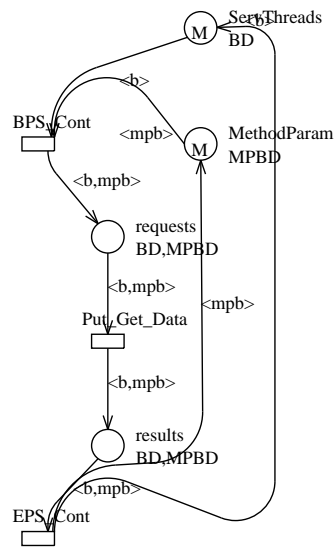 ServThreads
<b>
M
BD
<b>
BPS_Cont
<mpb>
MethodParam
M
MPBD
<b,mpb>
requests
BD,MPBD
<b,mpb>
<mpb>
Put_Get_Data
<b,mpb>
results
BD,MPBD
<b,mpb>
EPS_Cont